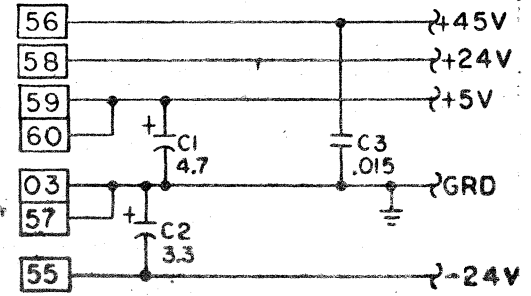 56 +45V
58 +24V
59 +5V
60
+ C1 C3
4.7 .015
03 GRD
57
+ C2
3.3
55 -24V